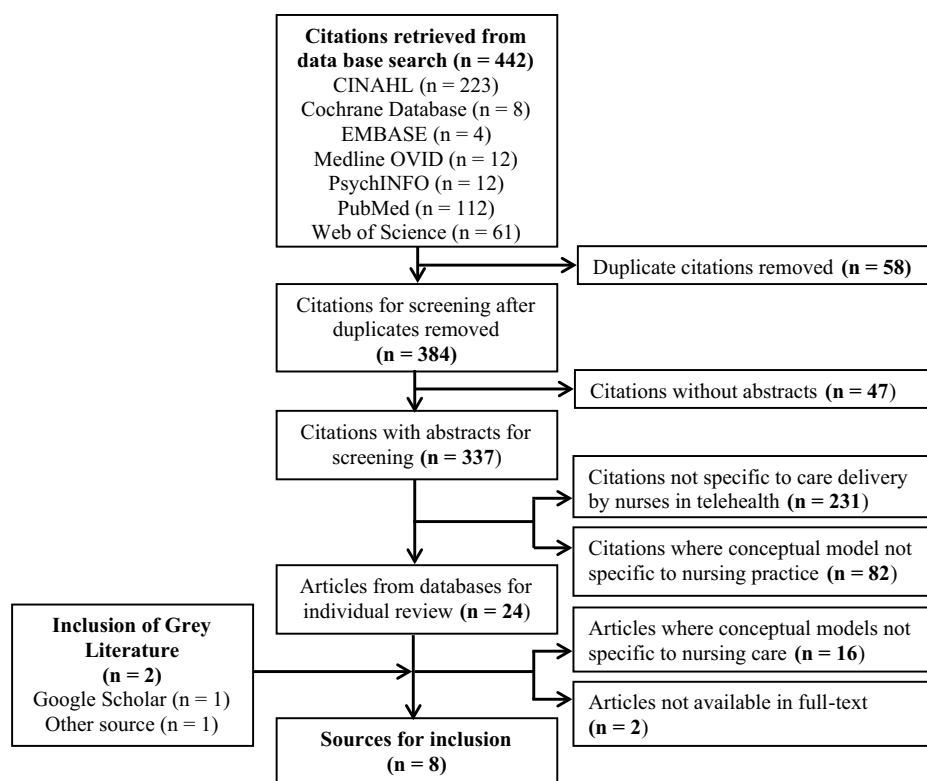 Citations retrieved from
data base search (n = 442)
CINAHL (n = 223)
Cochrane Database (n = 8)
EMBASE (n = 4)
Medline OVID (n = 12)
PsychINFO (n = 12)
PubMed (n = 112)
Web of Science (n = 61)
Duplicate citations removed (n = 58)
Citations for screening after
duplicates removed
(n = 384)
Citations without abstracts (n = 47)
Citations with abstracts for
screening (n = 337)
Citations not specific to care delivery
by nurses in telehealth (n = 231)
Citations where conceptual model not
specific to nursing practice (n = 82)
Articles from databases for
individual review (n = 24)
Inclusion of Grey
Literature
(n = 2)
Google Scholar (n = 1)
Other source (n = 1)
Articles where conceptual models not
specific to nursing care (n = 16)
Articles not available in full-text
(n = 2)
Sources for inclusion
(n = 8)